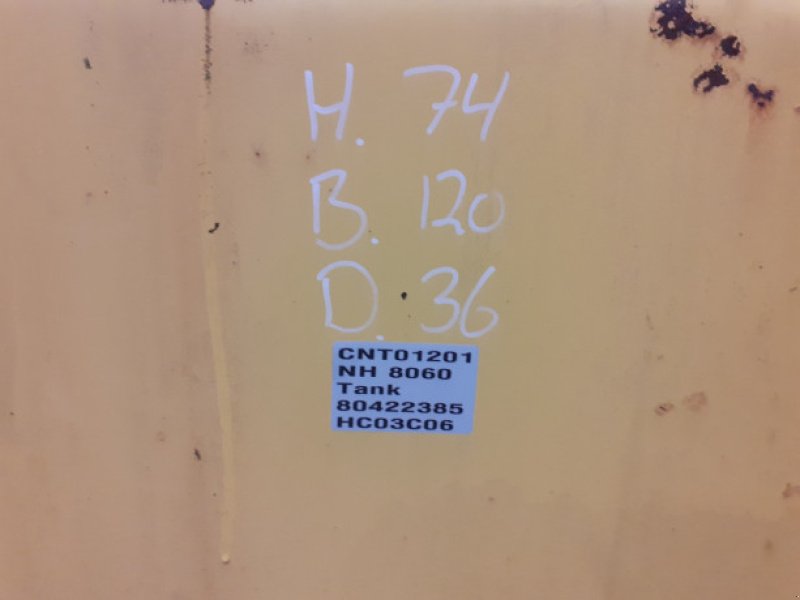 H. 74
B. 120
D. 36
CNT01201
NH 8060
Tank
80422385
HC03C06